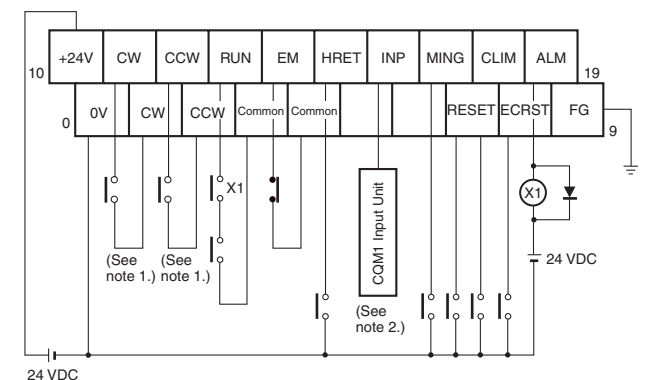 +24V CW CCW RUN EM HRET INP MING CLIM ALM
10 19
0V CW CCW Common Common RESET ECRST FG
0 9
X1
X1
CQM1 Input Unit
(See note 1.)
(See note 1.)
(See note 2.)
24 VDC
24 VDC